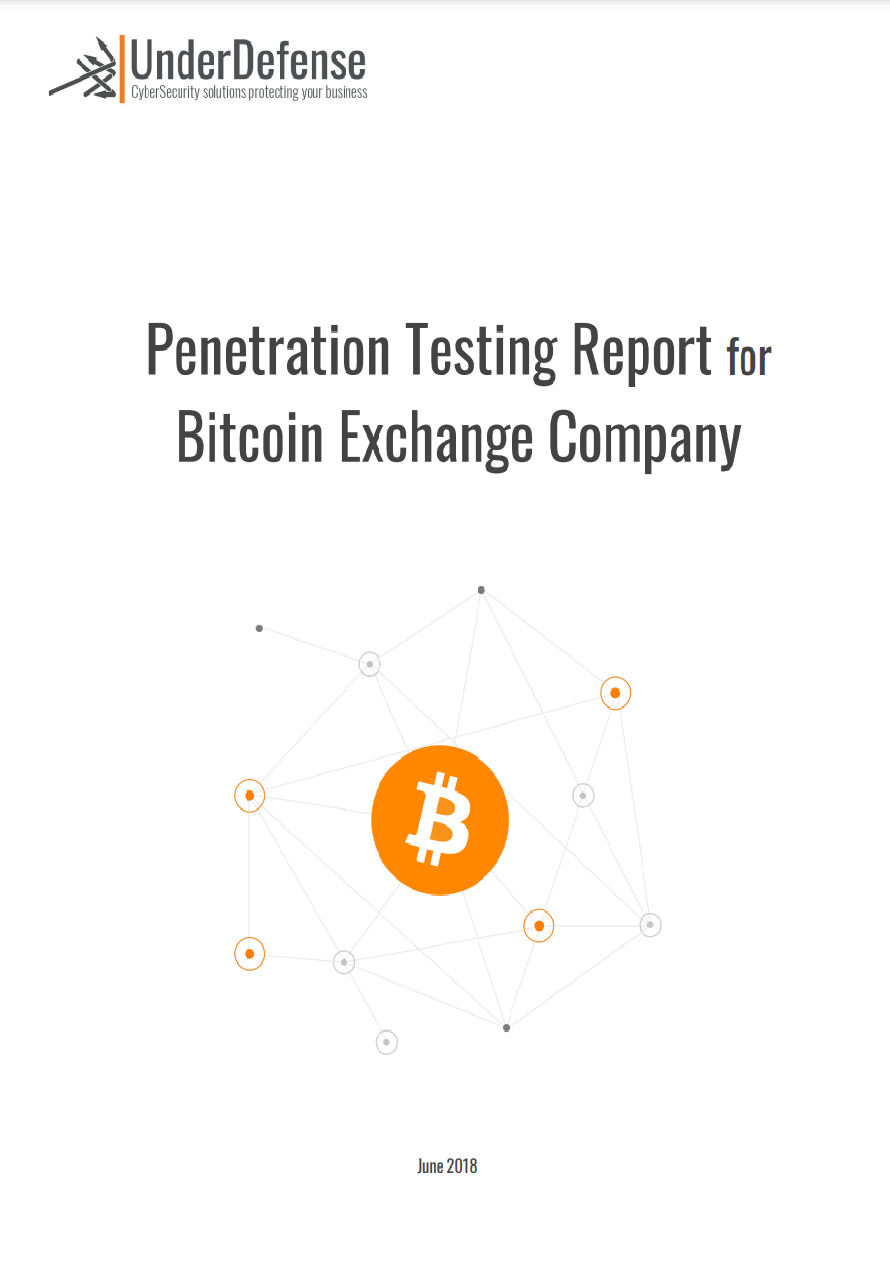 UnderDefense
CyberSecurity solutions protecting your business
Penetration Testing Report for
Bitcoin Exchange Company
June 2018